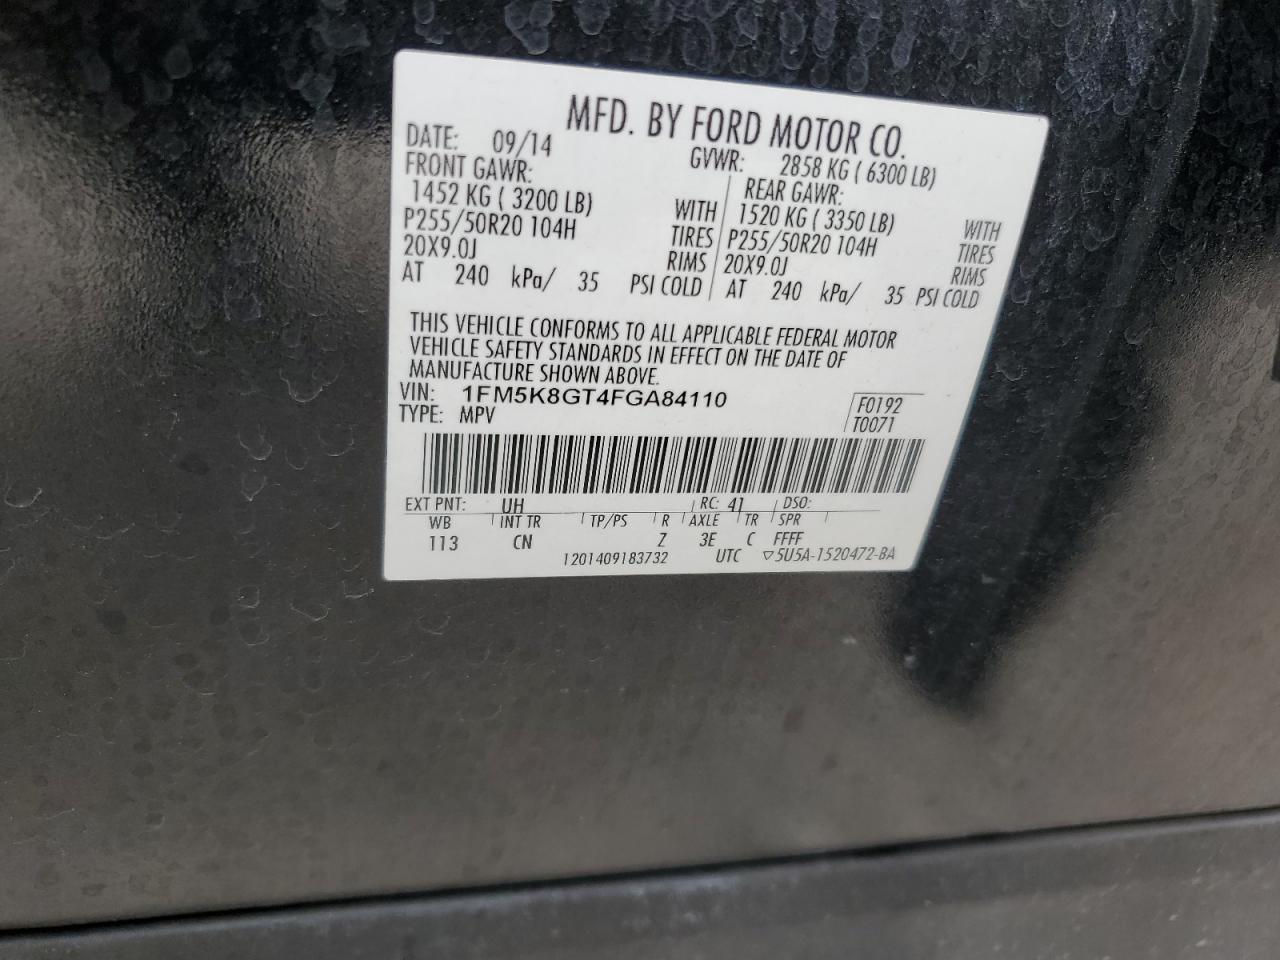 MFD. BY FORD MOTOR CO.
DATE: 09/14 GVWR: 2858 KG ( 6300 LB)
FRONT GAWR: REAR GAWR:
1452 KG ( 3200 LB) WITH 1520 KG ( 3350 LB) WITH
P255/50R20 104H TIRES P255/50R20 104H TIRES
20X9.0J RIMS 20X9.0J RIMS
AT 240 kPa/ 35 PSI COLD AT 240 kPa/ 35 PSI COLD
THIS VEHICLE CONFORMS TO ALL APPLICABLE FEDERAL MOTOR
VEHICLE SAFETY STANDARDS IN EFFECT ON THE DATE OF
MANUFACTURE SHOWN ABOVE.
VIN: 1FM5K8GT4FGA84110 F0192
TYPE: MPV T0071
EXT PNT: UH RC: 41 DSO:
WB INT TR TP/PS R AXLE TR SPR
113 CN Z 3E C FFFF
1201409183732 UTC ▽5U5A-1520472-BA